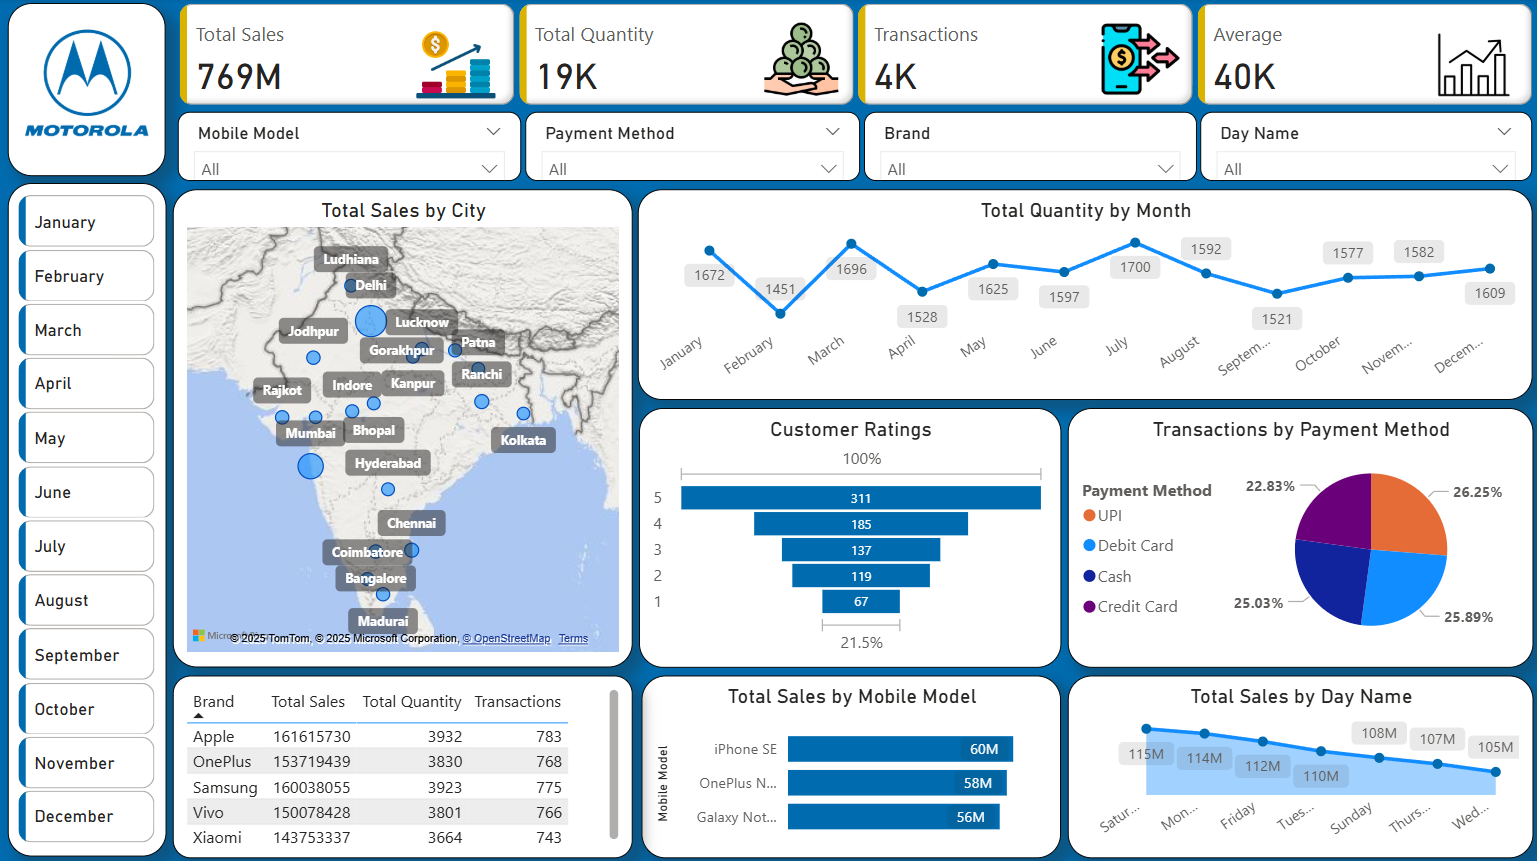 MOTOROLA
Total Sales
769M
Total Quantity
19K
Transactions
4K
Average
40K
Mobile Model
All
Payment Method
All
Brand
All
Day Name
All
January
February
March
April
May
June
July
August
September
October
November
December
Total Sales by City
Ludhiana
Delhi
Jodhpur
Lucknow
Gorakhpur
Patna
Ranchi
Rajkot
Indore
Kanpur
Mumbai
Bhopal
Kolkata
Hyderabad
Chennai
Coimbatore
Bangalore
Madurai
© 2025 TomTom, © 2025 Microsoft Corporation, © OpenStreetMap Terms
Total Quantity by Month
1672
1451
1696
1528
1625
1597
1700
1592
1521
1577
1582
1609
January
February
March
April
May
June
July
August
Septem...
October
Novem...
Decem...
Customer Ratings
100%
5 311
4 185
3 137
2 119
1 67
21.5%
Transactions by Payment Method
Payment Method
UPI
Debit Card
Cash
Credit Card
22.83%
26.25%
25.03%
25.89%
Brand Total Sales Total Quantity Transactions
Apple 161615730 3932 783
OnePlus 153719439 3830 768
Samsung 160038055 3923 775
Vivo 150078428 3801 766
Xiaomi 143753337 3664 743
Total Sales by Mobile Model
Mobile Model
iPhone SE 60M
OnePlus N... 58M
Galaxy Not... 56M
Total Sales by Day Name
115M
114M
112M
110M
108M
107M
105M
Satur...
Mon...
Friday
Tues...
Sunday
Thurs...
Wed...